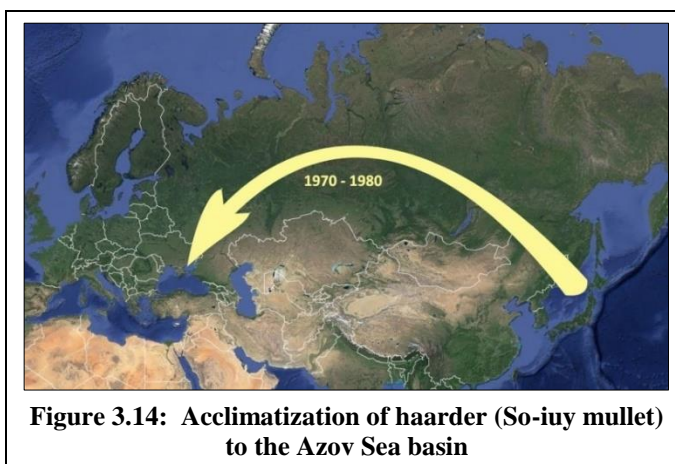 1970 - 1980
Figure 3.14: Acclimatization of haarder (So-iuy mullet)
to the Azov Sea basin